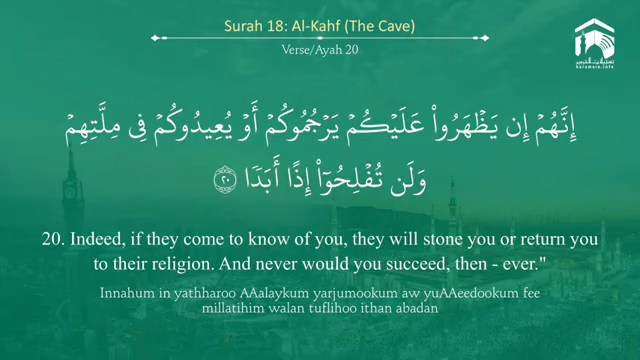 Surah 18: Al-Kahf (The Cave)
Verse/Ayah 20
haramain.info
إِنَّهُمْ إِن يَظْهَرُوا۟ عَلَيْكُمْ يَرْجُمُوكُمْ أَوْ يُعِيدُوكُمْ فِى مِلَّتِهِمْ
وَلَن تُفْلِحُوٓا۟ إِذًا أَبَدًا ۝٢٠
20. Indeed, if they come to know of you, they will stone you or return you
to their religion. And never would you succeed, then - ever."
Innahum in yathharoo AAalaykum yarjumookum aw yuAAeedookum fee
millatihim walan tuflihoo ithan abadan